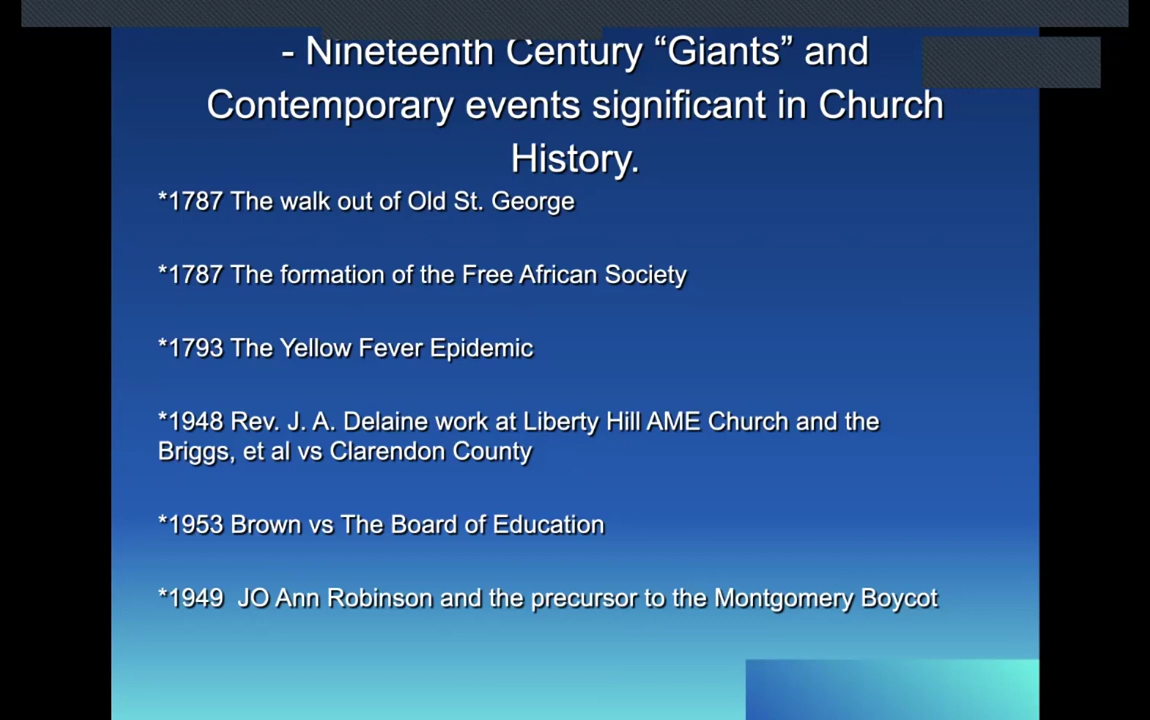 - Nineteenth Century “Giants” and
Contemporary events significant in Church
History.
*1787 The walk out of Old St. George
*1787 The formation of the Free African Society
*1793 The Yellow Fever Epidemic
*1948 Rev. J. A. Delaine work at Liberty Hill AME Church and the
Briggs, et al vs Clarendon County
*1953 Brown vs The Board of Education
*1949  JO Ann Robinson and the precursor to the Montgomery Boycot